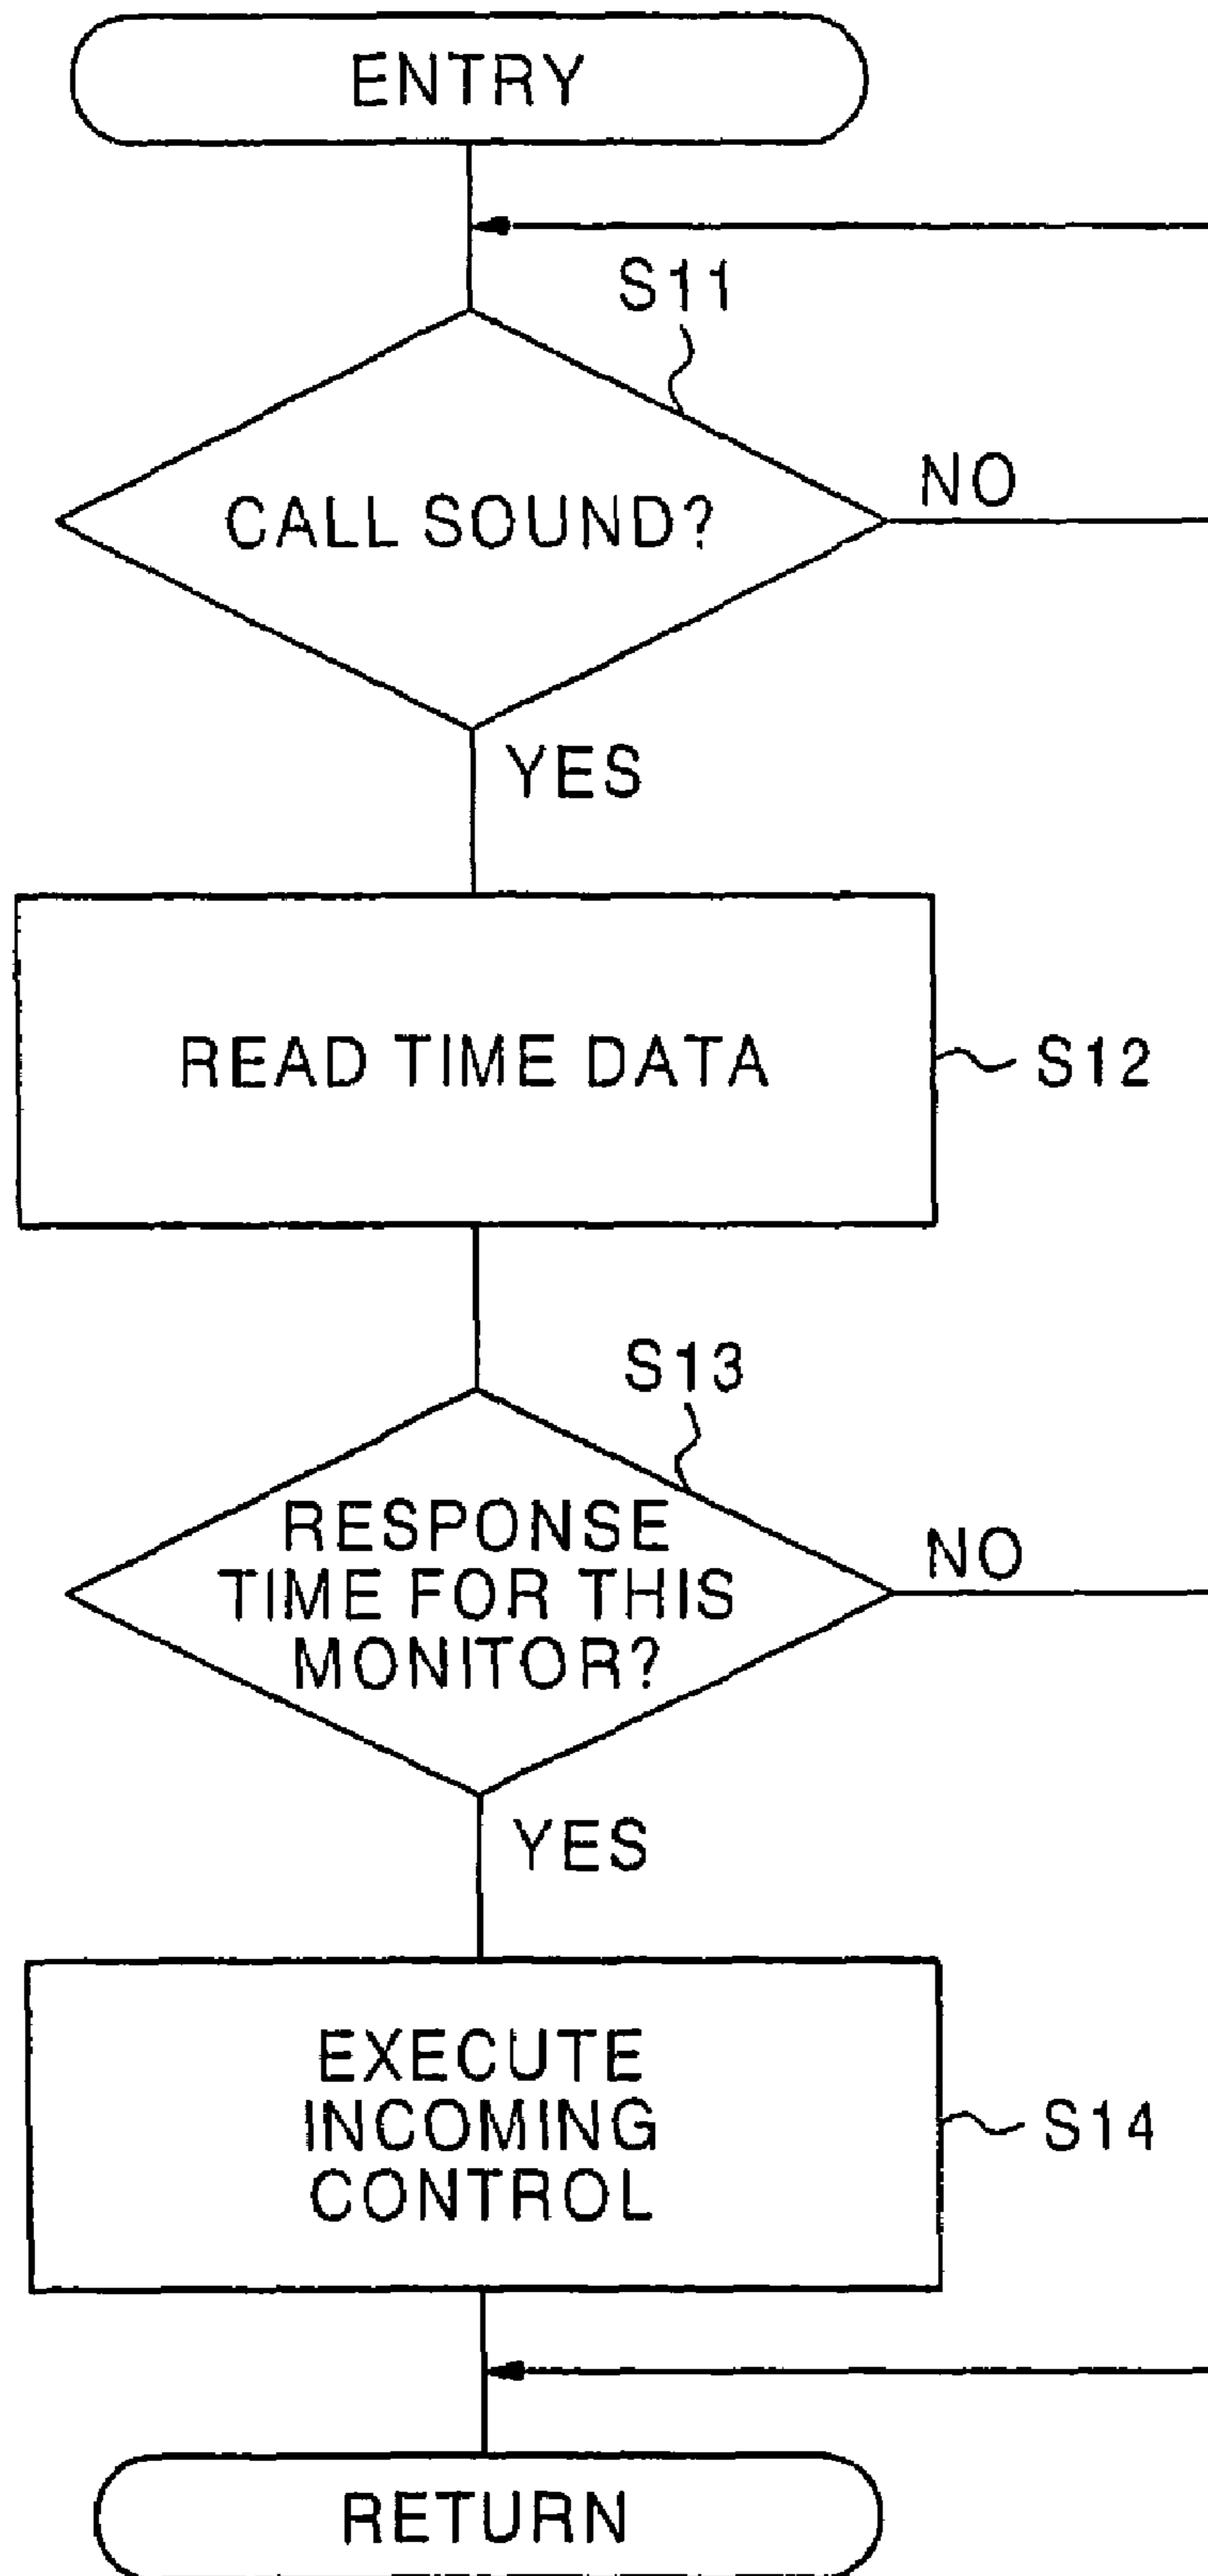 ENTRY
S11
CALL SOUND?
NO
YES
READ TIME DATA
S12
S13
RESPONSE
TIME FOR THIS
MONITOR?
NO
YES
EXECUTE
INCOMING
CONTROL
S14
RETURN